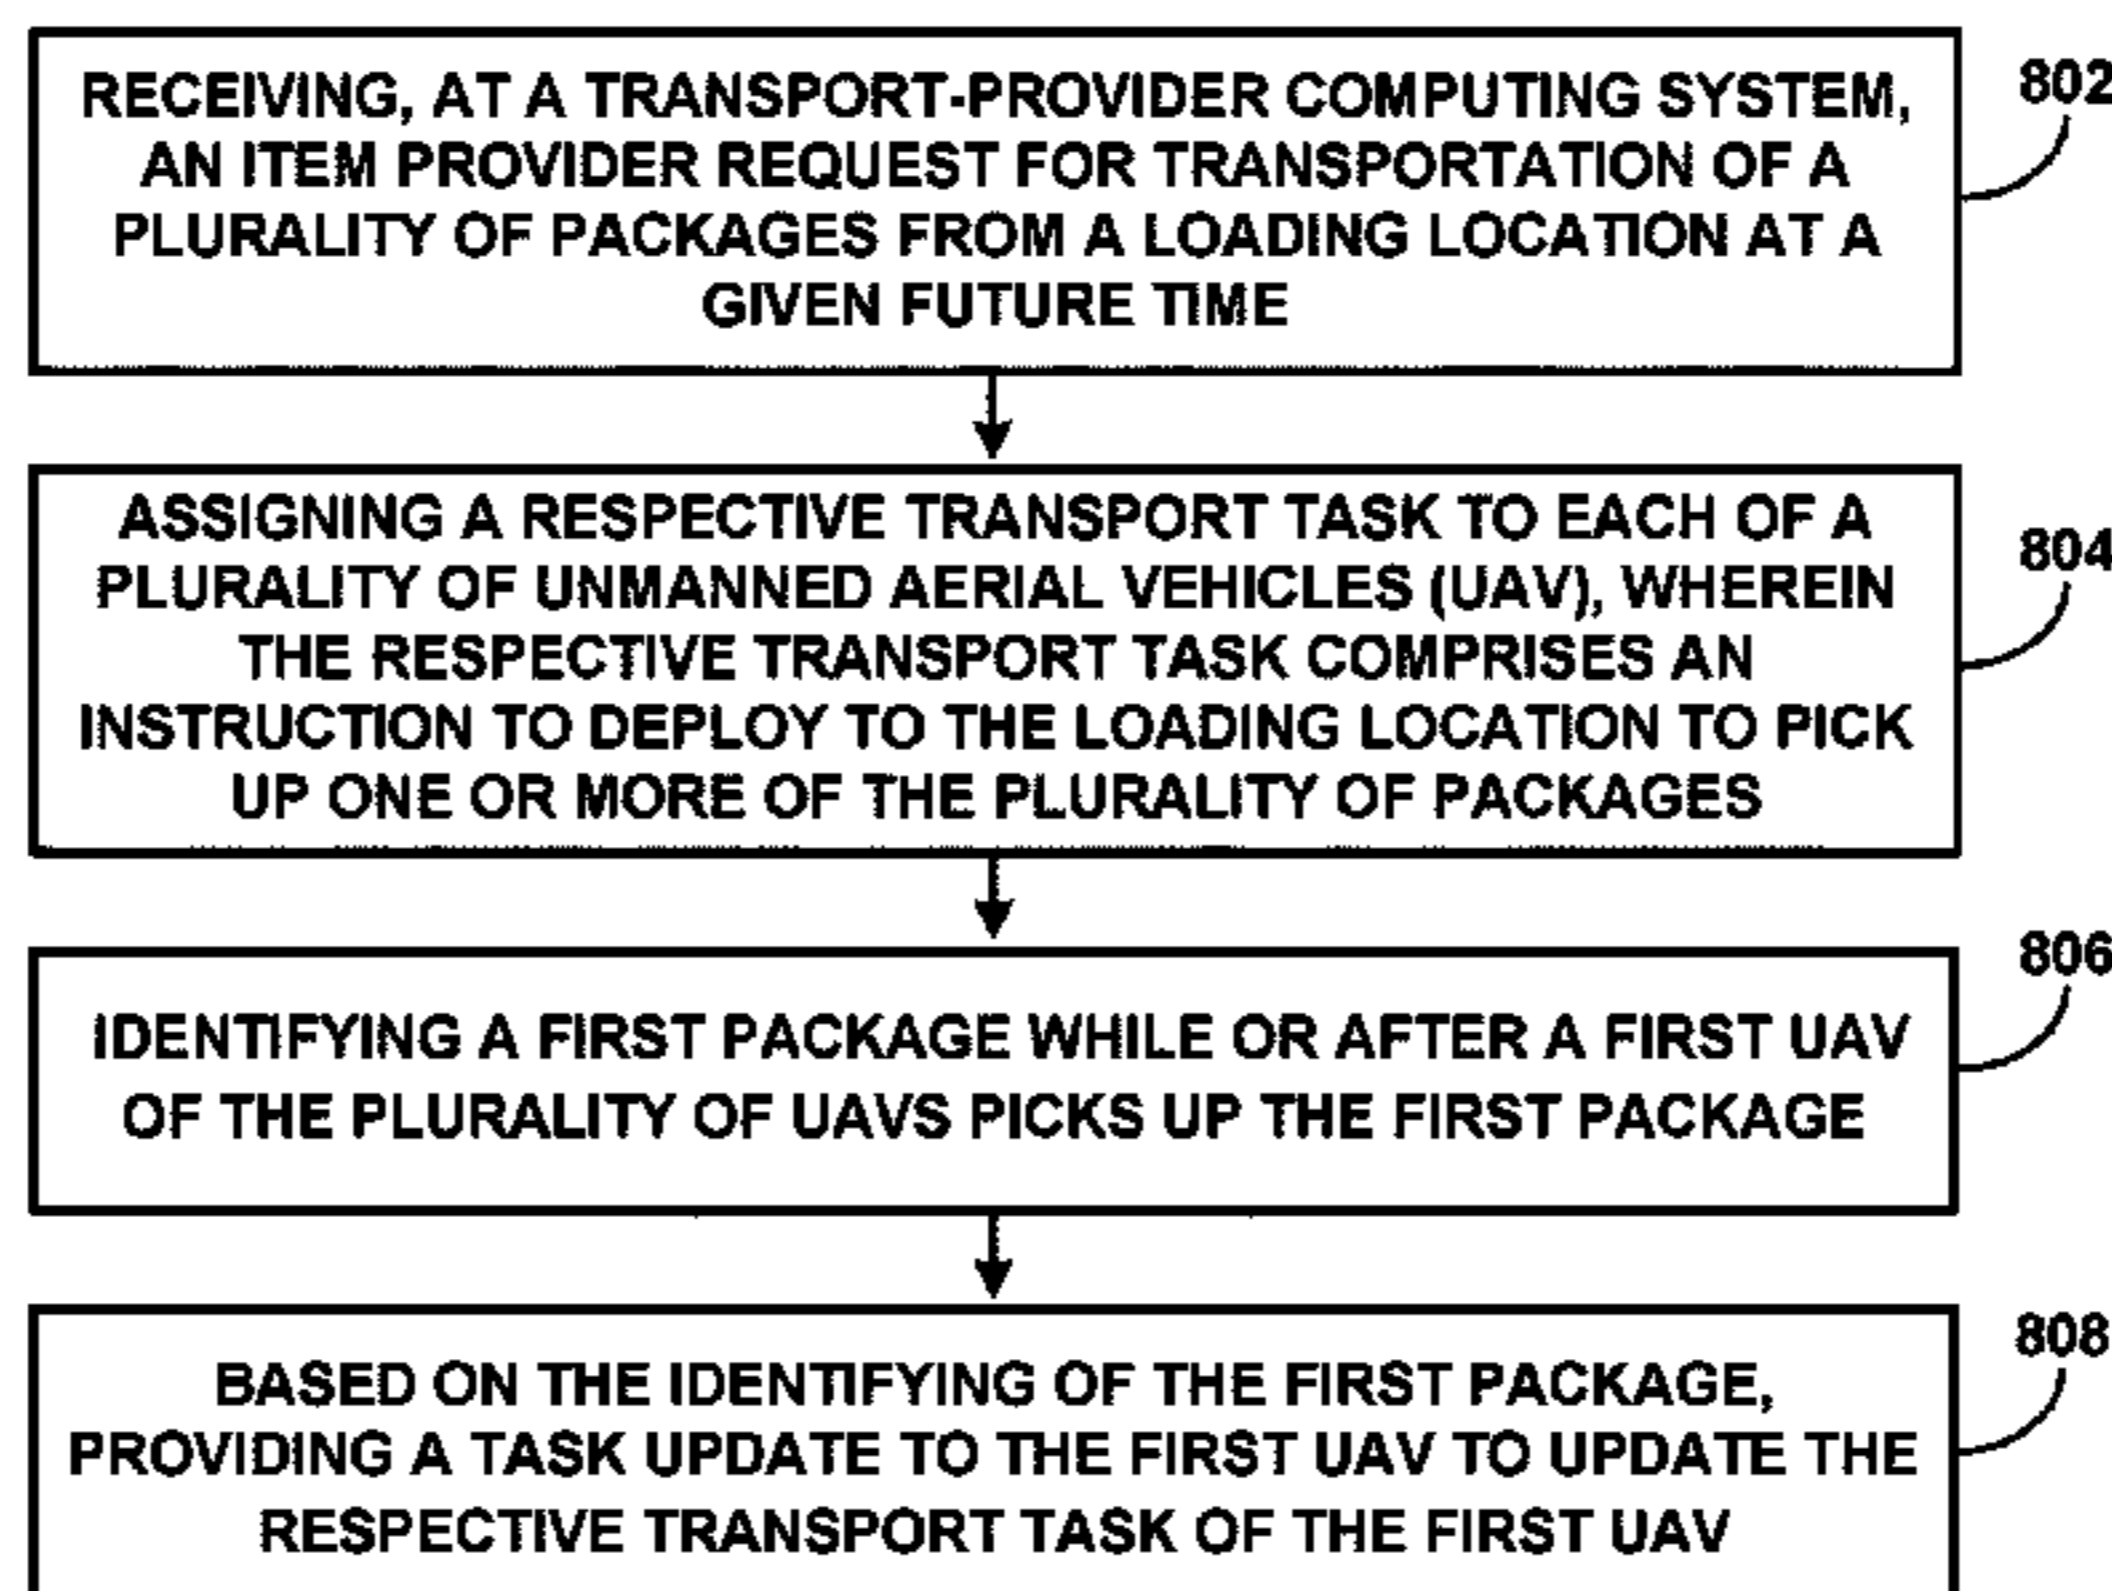 RECEIVING, AT A TRANSPORT-PROVIDER COMPUTING SYSTEM,
AN ITEM PROVIDER REQUEST FOR TRANSPORTATION OF A
PLURALITY OF PACKAGES FROM A LOADING LOCATION AT A
GIVEN FUTURE TIME
802
ASSIGNING A RESPECTIVE TRANSPORT TASK TO EACH OF A
PLURALITY OF UNMANNED AERIAL VEHICLES (UAV), WHEREIN
THE RESPECTIVE TRANSPORT TASK COMPRISES AN
INSTRUCTION TO DEPLOY TO THE LOADING LOCATION TO PICK
UP ONE OR MORE OF THE PLURALITY OF PACKAGES
804
IDENTIFYING A FIRST PACKAGE WHILE OR AFTER A FIRST UAV
OF THE PLURALITY OF UAVS PICKS UP THE FIRST PACKAGE
806
BASED ON THE IDENTIFYING OF THE FIRST PACKAGE,
PROVIDING A TASK UPDATE TO THE FIRST UAV TO UPDATE THE
RESPECTIVE TRANSPORT TASK OF THE FIRST UAV
808